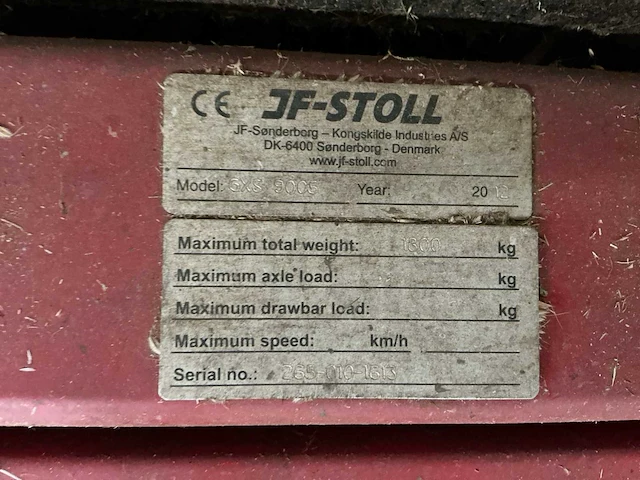 CE JF-STOLL
JF-Sønderborg – Kongskilde Industries A/S
DK-6400 Sønderborg - Denmark
www.jf-stoll.com
Model: Year: 20 12
Maximum total weight: 1600 kg
Maximum axle load: kg
Maximum drawbar load: kg
Maximum speed: km/h
Serial no.: